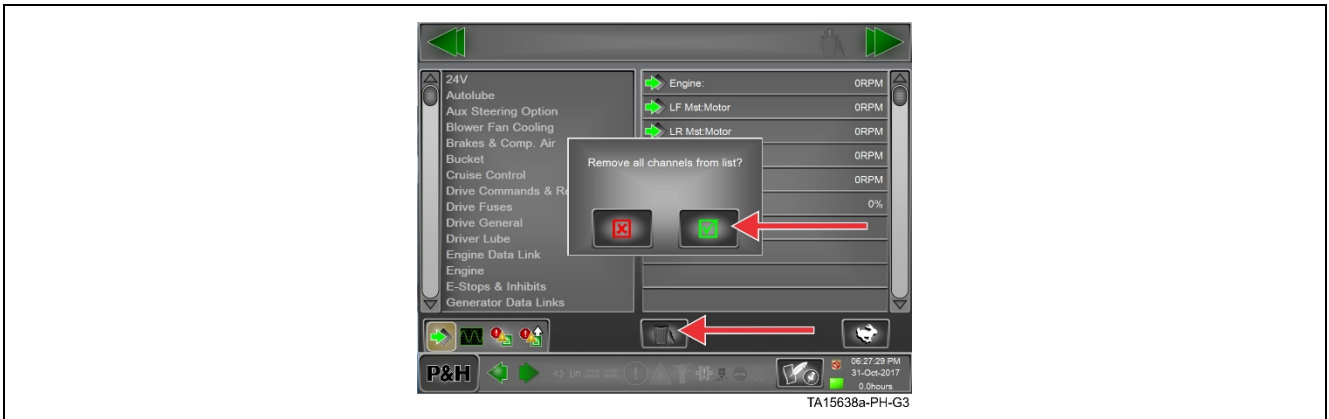 24V
Autolube
Aux Steering Option
Blower Fan Cooling
Brakes & Comp. Air
Bucket
Cruise Control
Drive Commands & Re
Drive Fuses
Drive General
Driver Lube
Engine Data Link
Engine
E-Stops & Inhibits
Generator Data Links
Engine: 0RPM
LF Mst:Motor 0RPM
LR Mst:Motor 0RPM
0RPM
0RPM
0%
Remove all channels from list?
P&H
LIM
06:27:29 PM
31-Oct-2017
0.0hours
TA15638a-PH-G3